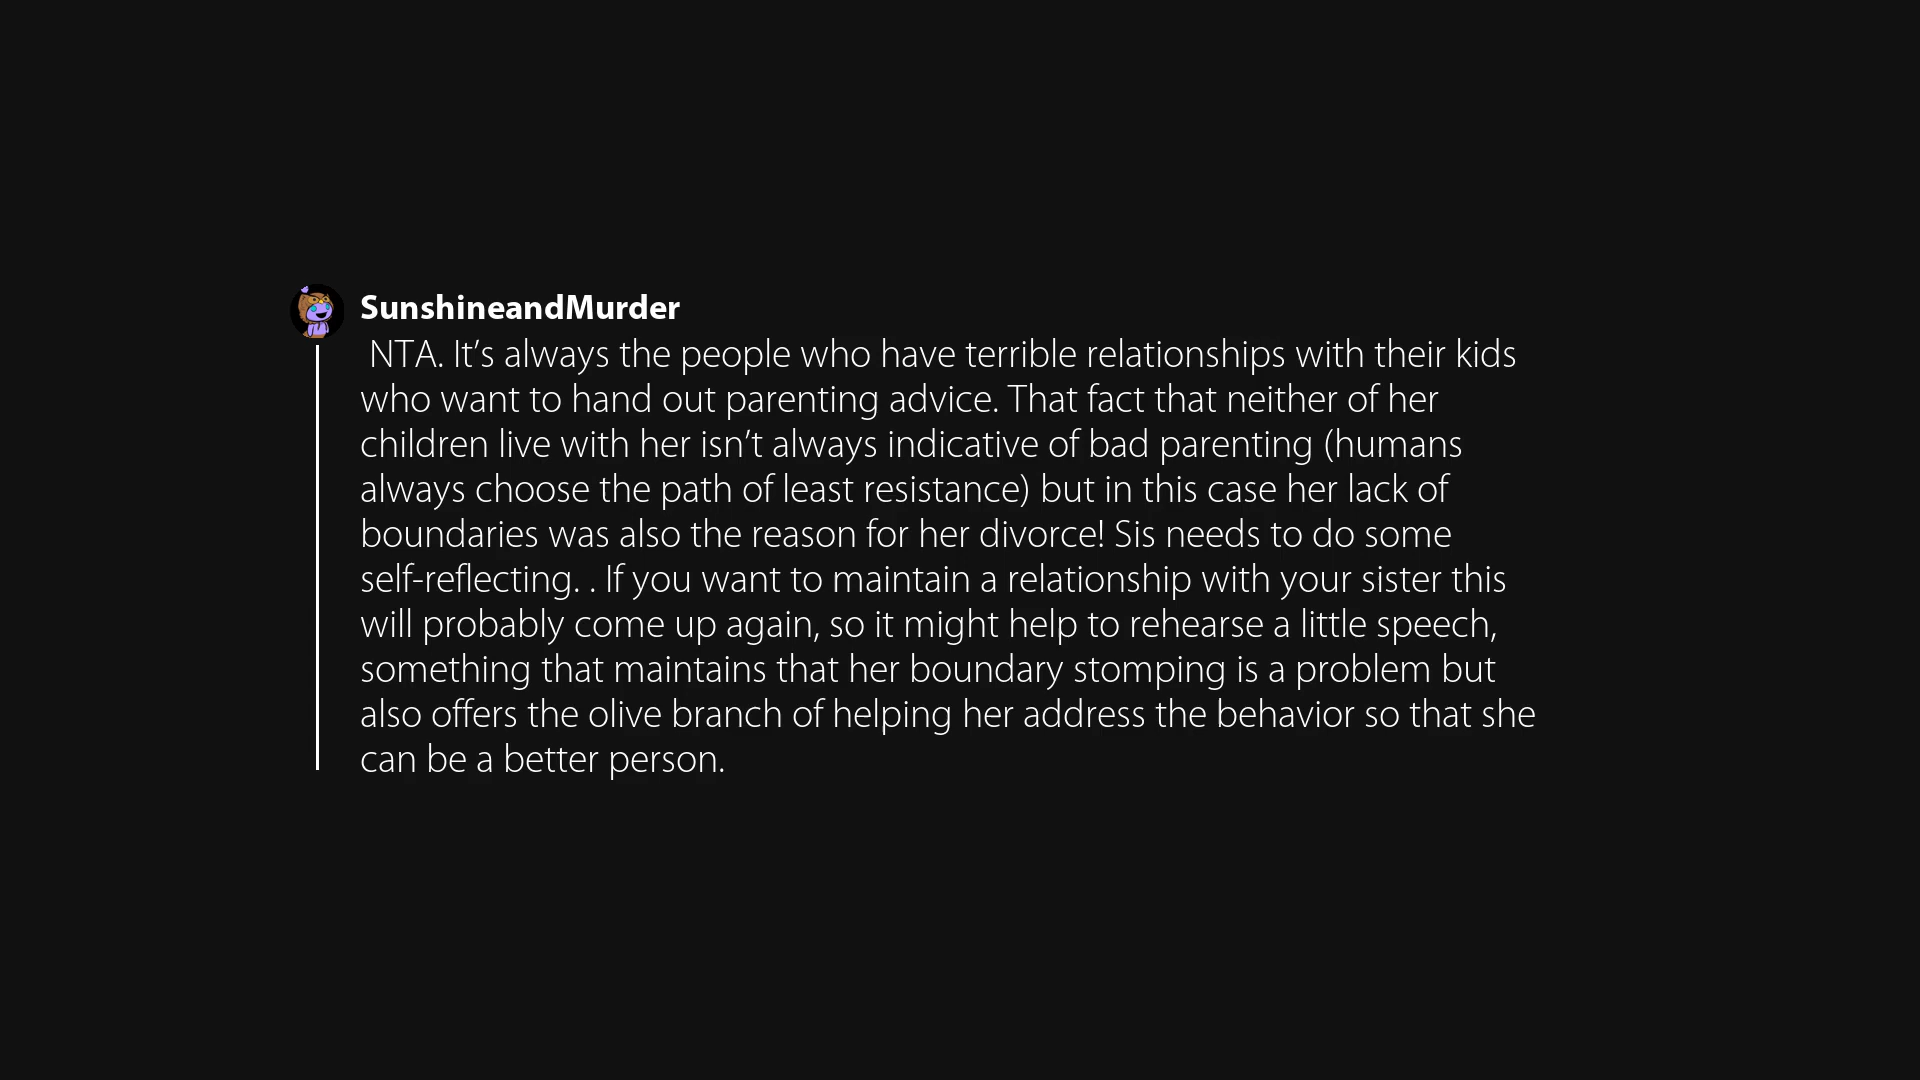 SunshineandMurder
NTA. It’s always the people who have terrible relationships with their kids
who want to hand out parenting advice. That fact that neither of her
children live with her isn’t always indicative of bad parenting (humans
always choose the path of least resistance) but in this case her lack of
boundaries was also the reason for her divorce! Sis needs to do some
self-reflecting. . If you want to maintain a relationship with your sister this
will probably come up again, so it might help to rehearse a little speech,
something that maintains that her boundary stomping is a problem but
also offers the olive branch of helping her address the behavior so that she
can be a better person.